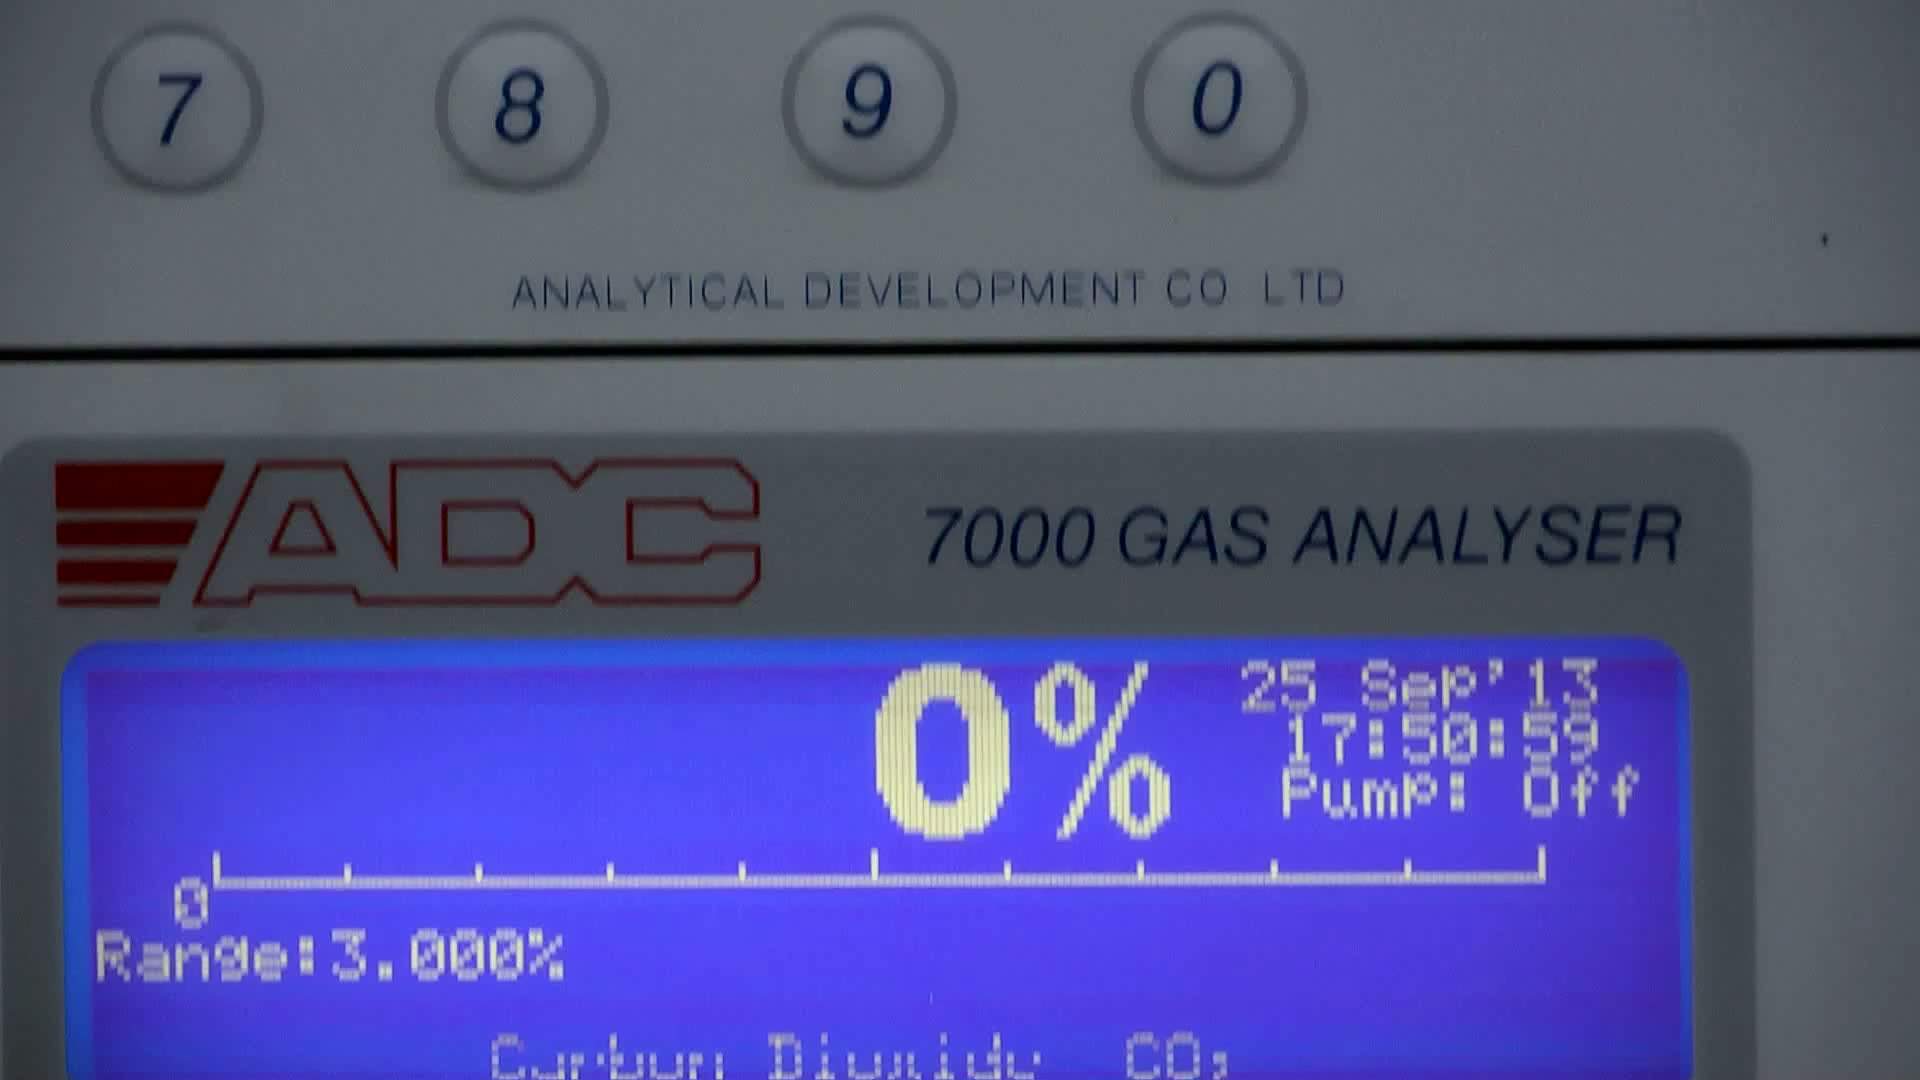 7 8 9 0
ANALYTICAL DEVELOPMENT CO LTD
ADC
7000 GAS ANALYSER
0%
25 Sep'13
17:50:59
Pump: Off
0
Range:3.000%
Carbon Dioxide CO₂